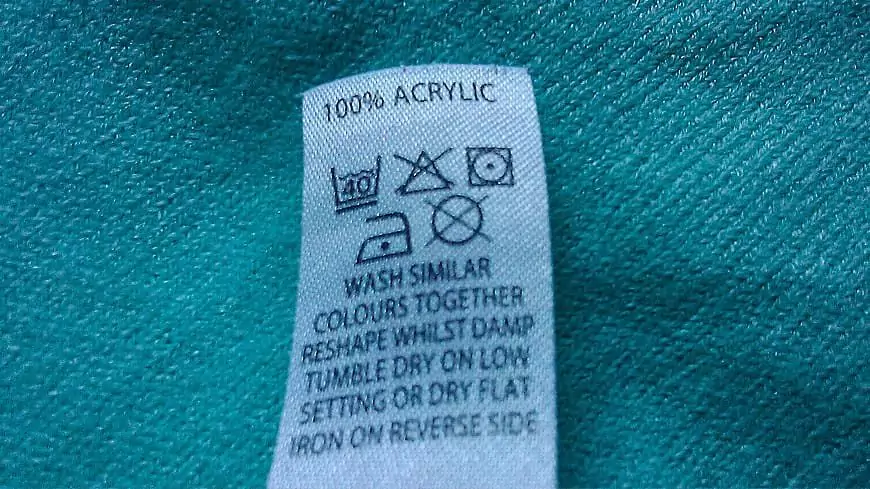 100% ACRYLIC
40
WASH SIMILAR
COLOURS TOGETHER
RESHAPE WHILST DAMP
TUMBLE DRY ON LOW
SETTING OR DRY FLAT
IRON ON REVERSE SIDE